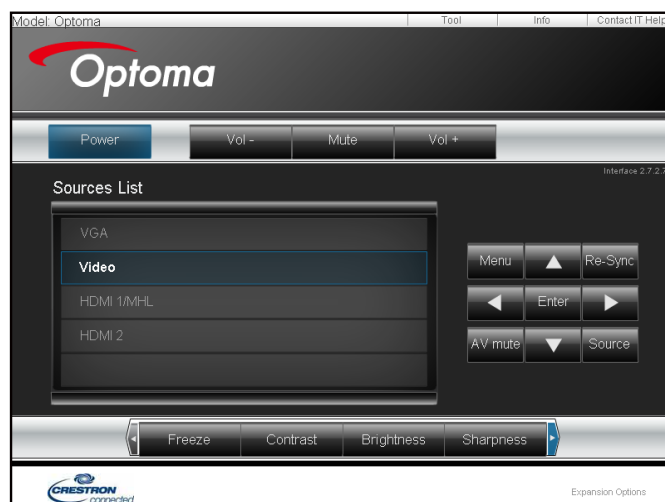 Model: Optoma Tool Info Contact IT Help
Optoma
Power Vol - Mute Vol +
Interface 2.7.2.7
Sources List
VGA
Video
HDMI 1/MHL
HDMI 2
Menu Re-Sync
Enter
AV mute Source
Freeze Contrast Brightness Sharpness
CRESTRON
connected
Expansion Options